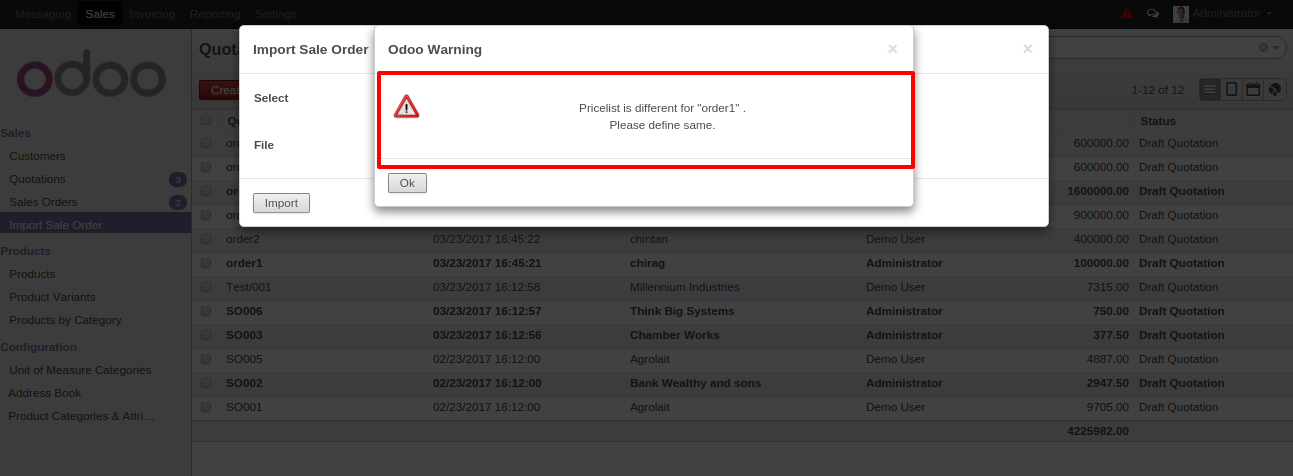 Messaging Sales Invoicing Reporting Settings Administrator
Import Sale Order ×
Odoo Warning ×
Pricelist is different for "order1" .
Please define same.
Ok
Select
File
Import
odoo
Quot
Creat
1-12 of 12
Sales
Customers
Quotations 3
Sales Orders 2
Import Sale Order
Products
Products
Product Variants
Products by Category
Configuration
Unit of Measure Categories
Address Book
Product Categories & Attri...
Status
600000.00 Draft Quotation
600000.00 Draft Quotation
1600000.00 Draft Quotation
900000.00 Draft Quotation
order2 03/23/2017 16:45:22 chintan Demo User 400000.00 Draft Quotation
order1 03/23/2017 16:45:21 chirag Administrator 100000.00 Draft Quotation
Test/001 03/23/2017 16:12:58 Millennium Industries Demo User 7315.00 Draft Quotation
SO006 03/23/2017 16:12:57 Think Big Systems Administrator 750.00 Draft Quotation
SO003 03/23/2017 16:12:56 Chamber Works Administrator 377.50 Draft Quotation
SO005 02/23/2017 16:12:00 Agrolait Demo User 4887.00 Draft Quotation
SO002 02/23/2017 16:12:00 Bank Wealthy and sons Administrator 2947.50 Draft Quotation
SO001 02/23/2017 16:12:00 Agrolait Demo User 9705.00 Draft Quotation
4225982.00